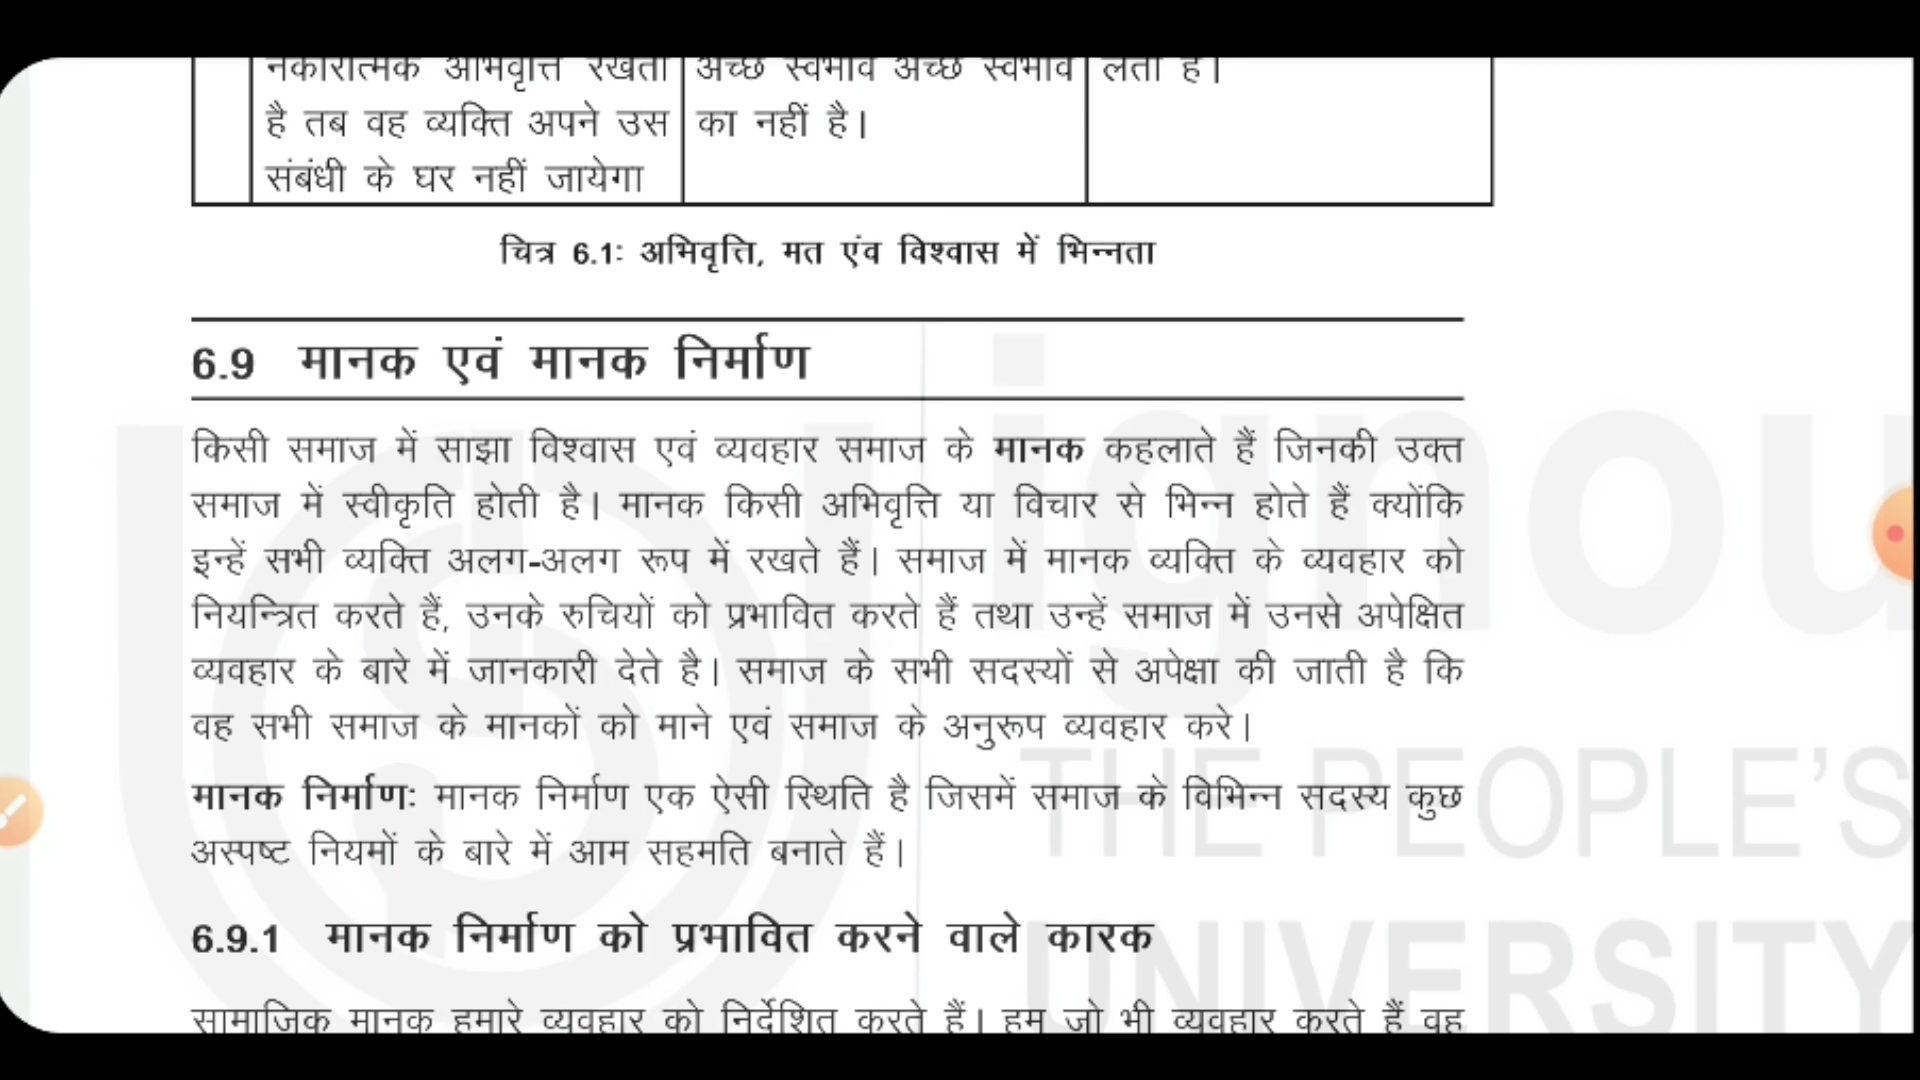 नकारात्मक अभिवृत्ति रखता
अच्छे स्वभाव अच्छे स्वभाव
लेता है।
है तब वह व्यक्ति अपने उस
का नहीं है।
संबंधी के घर नहीं जायेगा
चित्र 6.1: अभिवृत्ति, मत एंव विश्वास में भिन्नता
6.9 मानक एवं मानक निर्माण
किसी समाज में साझा विश्वास एवं व्यवहार समाज के मानक कहलाते हैं जिनकी उक्त
समाज में स्वीकृति होती है। मानक किसी अभिवृत्ति या विचार से भिन्न होते हैं क्योंकि
इन्हें सभी व्यक्ति अलग-अलग रूप में रखते हैं। समाज में मानक व्यक्ति के व्यवहार को
नियन्त्रित करते हैं, उनके रुचियों को प्रभावित करते हैं तथा उन्हें समाज में उनसे अपेक्षित
व्यवहार के बारे में जानकारी देते है। समाज के सभी सदस्यों से अपेक्षा की जाती है कि
वह सभी समाज के मानकों को माने एवं समाज के अनुरूप व्यवहार करे।
मानक निर्माण: मानक निर्माण एक ऐसी स्थिति है जिसमें समाज के विभिन्न सदस्य कुछ
अस्पष्ट नियमों के बारे में आम सहमति बनाते हैं।
6.9.1 मानक निर्माण को प्रभावित करने वाले कारक
सामाजिक मानक हमारे व्यवहार को निर्देशित करते हैं। हम जो भी व्यवहार करते हैं वह
ignou
THE PEOPLE'S
UNIVERSITY